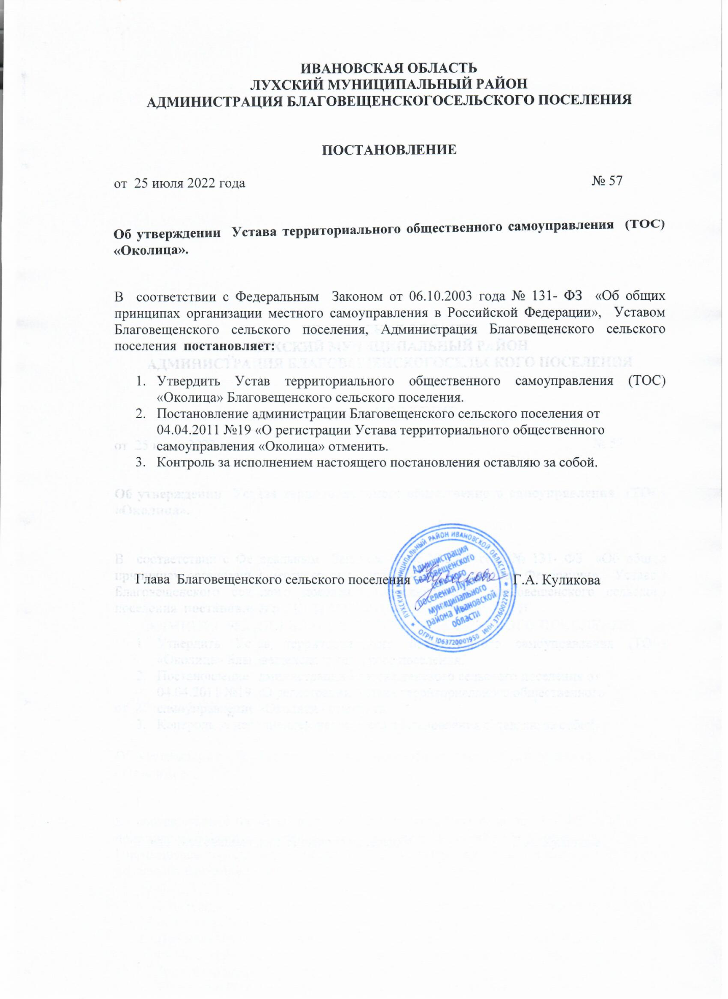 ИВАНОВСКАЯ ОБЛАСТЬ
ЛУХСКИЙ МУНИЦИПАЛЬНЫЙ РАЙОН
АДМИНИСТРАЦИЯ БЛАГОВЕЩЕНСКОГОСЕЛЬСКОГО ПОСЕЛЕНИЯ
ПОСТАНОВЛЕНИЕ
от 25 июля 2022 года № 57
Об утверждении Устава территориального общественного самоуправления (ТОС)
«Околица».
В соответствии с Федеральным Законом от 06.10.2003 года № 131- ФЗ «Об общих
принципах организации местного самоуправления в Российской Федерации», Уставом
Благовещенского сельского поселения, Администрация Благовещенского сельского
поселения постановляет:
1. Утвердить Устав территориального общественного самоуправления (ТОС)
«Околица» Благовещенского сельского поселения.
2. Постановление администрации Благовещенского сельского поселения от
04.04.2011 №19 «О регистрации Устава территориального общественного
самоуправления «Околица» отменить.
3. Контроль за исполнением настоящего постановления оставляю за собой.
Глава Благовещенского сельского поселения Г.А. Куликова
ЛУХСКИЙ МУНИЦИПАЛЬНЫЙ РАЙОН ИВАНОВСКОЙ ОБЛАСТИ
ОГРН 1063720001950 ИНН 3716002290
Администрация
Благовещенского
сельского
поселения Лухского
муниципального
района Ивановской
области